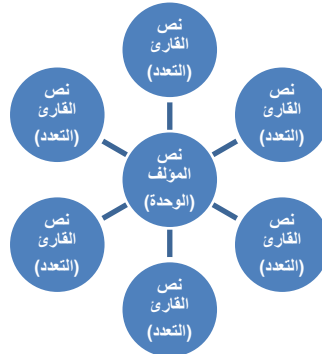 نص
القارئ
(التعدد)
نص
القارئ
(التعدد)
نص
القارئ
(التعدد)
نص
المؤلف
(الوحدة)
نص
القارئ
(التعدد)
نص
القارئ
(التعدد)
نص
القارئ
(التعدد)